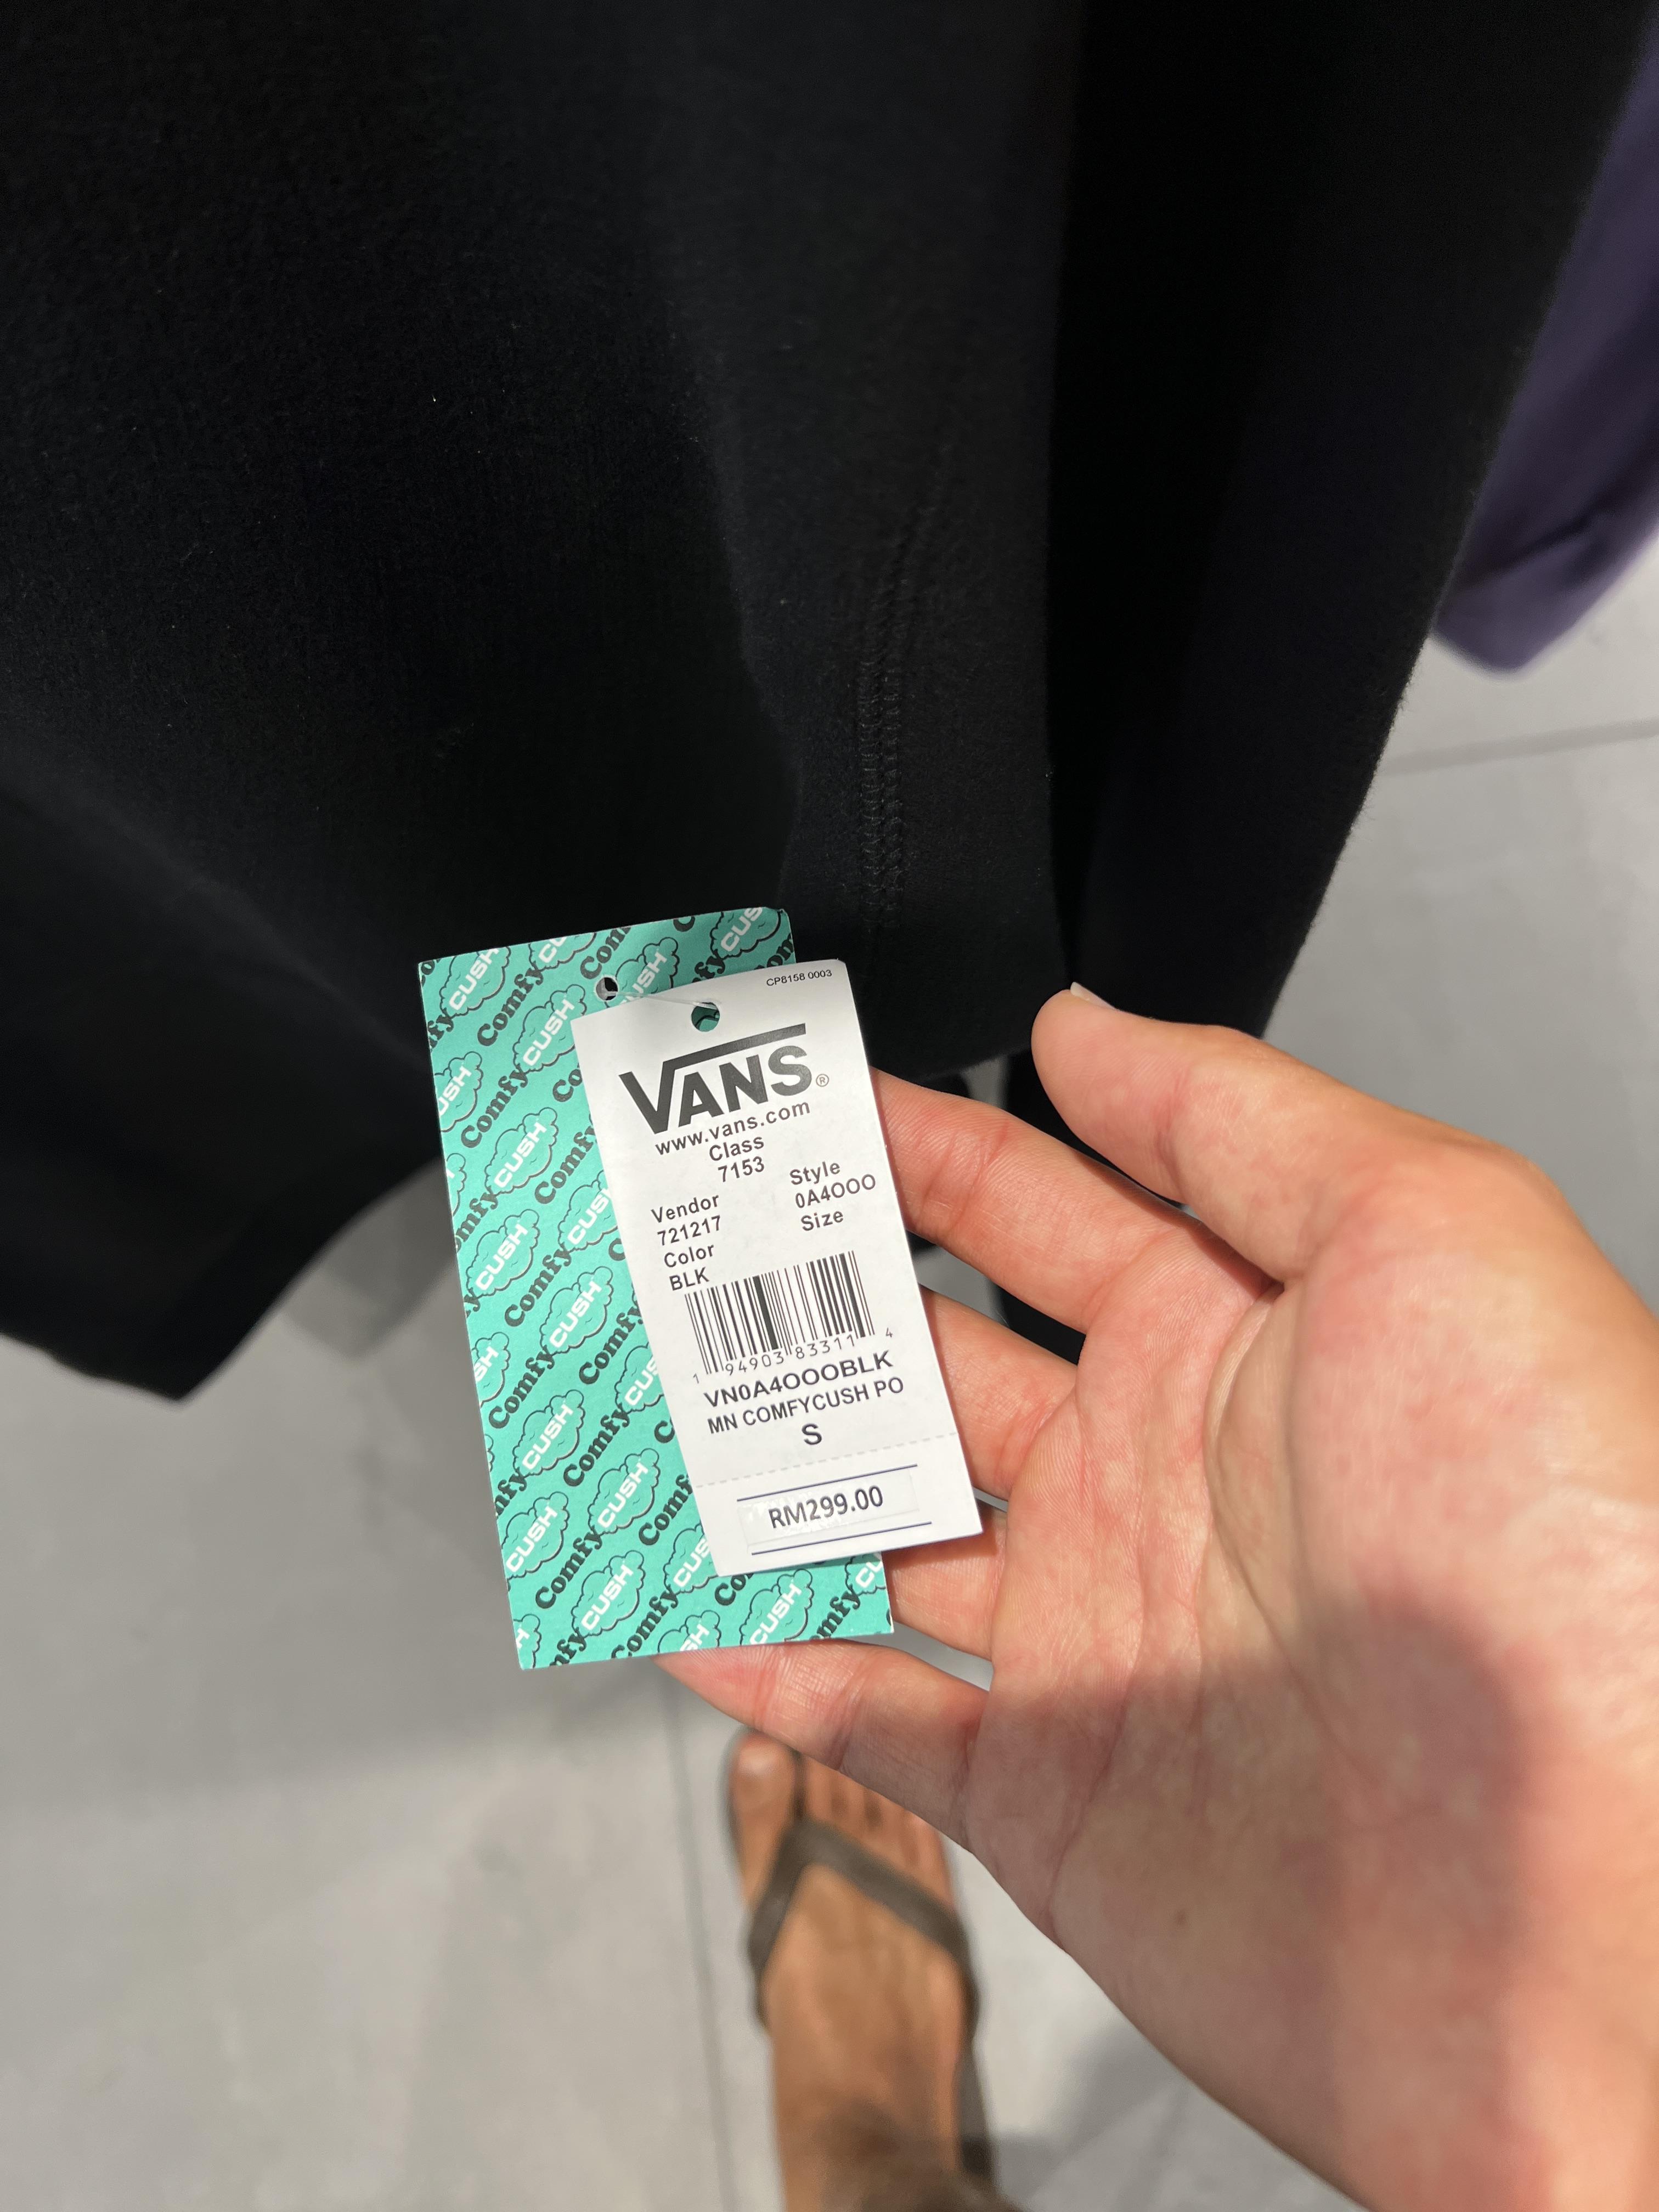 CP8158 0003
VANS®
www.vans.com
Class
7153
Vendor
721217
Color
BLK
Style
0A4OOO
Size
1 94903 83311 4
VN0A4OOOBLK
MN COMFYCUSH PO
S
RM299.00
Comfy CUSH